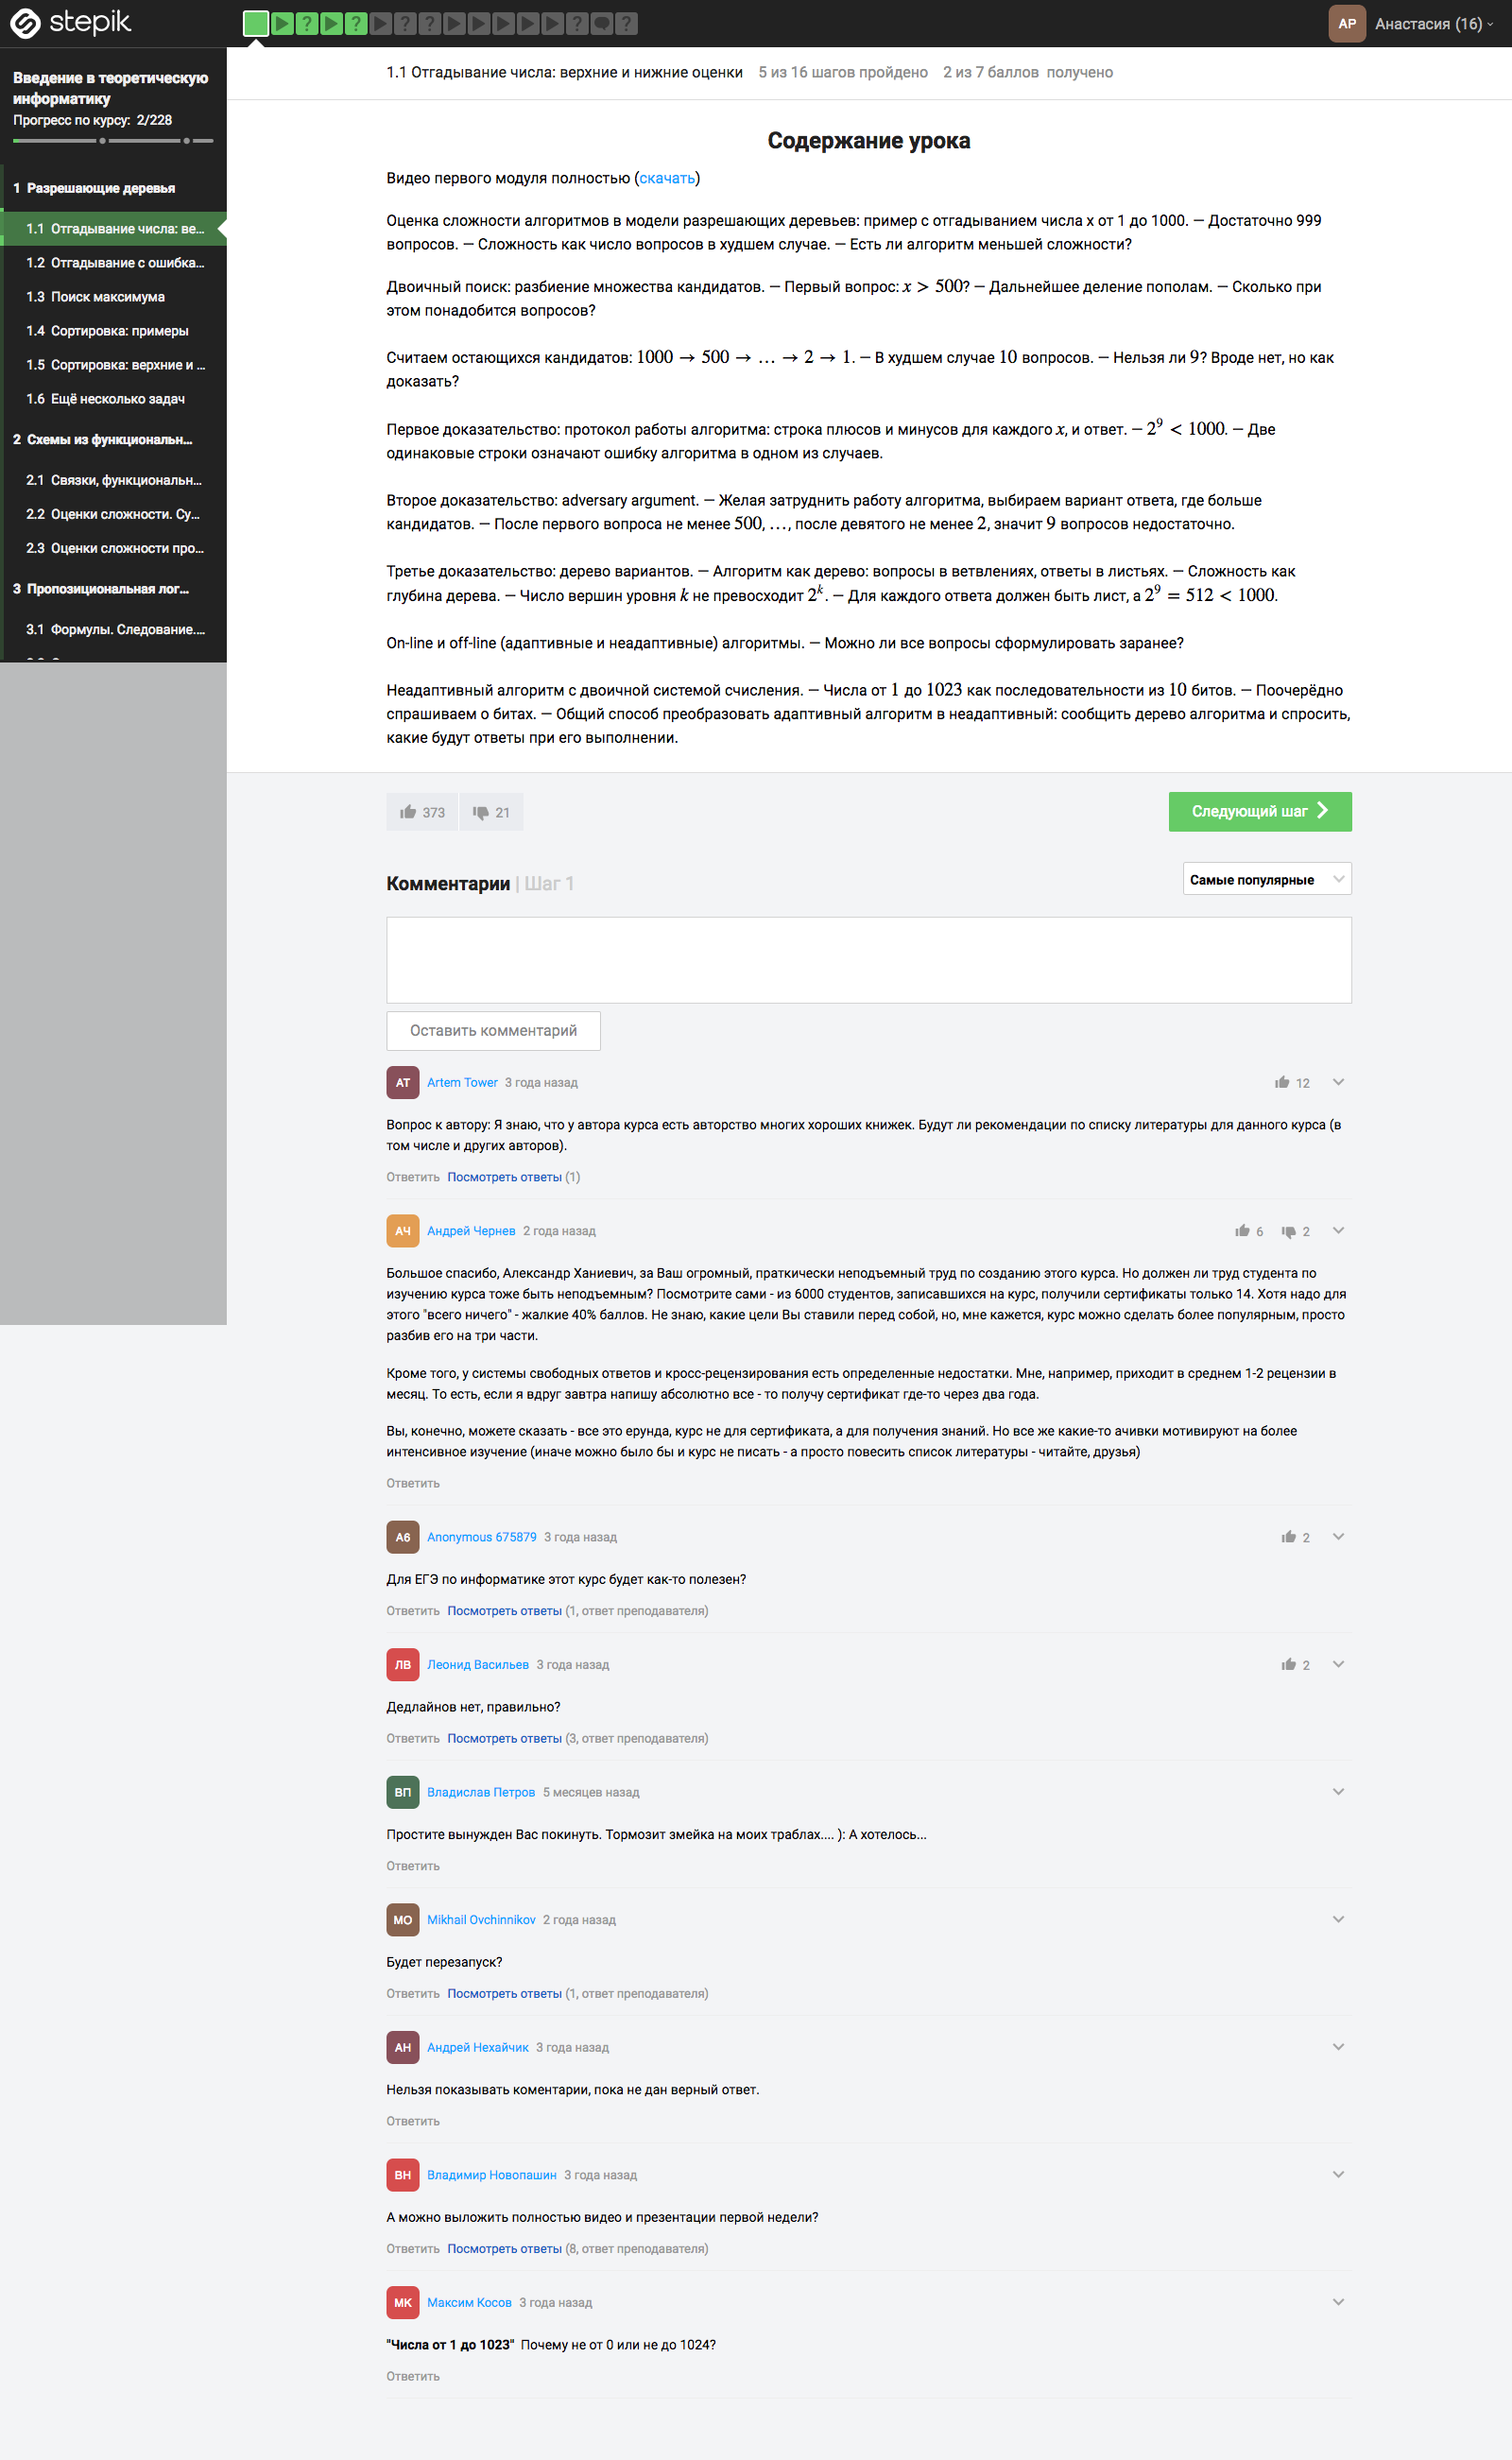 stepik
? ? ? ? ? ?
АР Анастасия (16)
Введение в теоретическую
информатику
Прогресс по курсу: 2/228
1 Разрешающие деревья
1.1 Отгадывание числа: ве...
1.2 Отгадывание с ошибка...
1.3 Поиск максимума
1.4 Сортировка: примеры
1.5 Сортировка: верхние и ...
1.6 Ещё несколько задач
2 Схемы из функциональн...
2.1 Связки, функциональн...
2.2 Оценки сложности. Су...
2.3 Оценки сложности про...
3 Пропозициональная лог...
3.1 Формулы. Следование....
1.1 Отгадывание числа: верхние и нижние оценки 5 из 16 шагов пройдено 2 из 7 баллов получено
Содержание урока
Видео первого модуля полностью (скачать)
Оценка сложности алгоритмов в модели разрешающих деревьев: пример с отгадыванием числа x от 1 до 1000. — Достаточно 999
вопросов. — Сложность как число вопросов в худшем случае. — Есть ли алгоритм меньшей сложности?
Двоичный поиск: разбиение множества кандидатов. — Первый вопрос: x > 500? — Дальнейшее деление пополам. — Сколько при
этом понадобится вопросов?
Считаем остающихся кандидатов: 1000 → 500 → … → 2 → 1. — В худшем случае 10 вопросов. — Нельзя ли 9? Вроде нет, но как
доказать?
Первое доказательство: протокол работы алгоритма: строка плюсов и минусов для каждого x, и ответ. — 2⁹ < 1000. — Две
одинаковые строки означают ошибку алгоритма в одном из случаев.
Второе доказательство: adversary argument. — Желая затруднить работу алгоритма, выбираем вариант ответа, где больше
кандидатов. — После первого вопроса не менее 500, …, после девятого не менее 2, значит 9 вопросов недостаточно.
Третье доказательство: дерево вариантов. — Алгоритм как дерево: вопросы в ветвлениях, ответы в листьях. — Сложность как
глубина дерева. — Число вершин уровня k не превосходит 2ᵏ. — Для каждого ответа должен быть лист, а 2⁹ = 512 < 1000.
On-line и off-line (адаптивные и неадаптивные) алгоритмы. — Можно ли все вопросы сформулировать заранее?
Неадаптивный алгоритм с двоичной системой счисления. — Числа от 1 до 1023 как последовательности из 10 битов. — Поочерёдно
спрашиваем о битах. — Общий способ преобразовать адаптивный алгоритм в неадаптивный: сообщить дерево алгоритма и спросить,
какие будут ответы при его выполнении.
373 21
Следующий шаг
Комментарии | Шаг 1
Самые популярные
Оставить комментарий
AT Artem Tower 3 года назад 12
Вопрос к автору: Я знаю, что у автора курса есть авторство многих хороших книжек. Будут ли рекомендации по списку литературы для данного курса (в
том числе и других авторов).
Ответить Посмотреть ответы (1)
АЧ Андрей Чернев 2 года назад 6 2
Большое спасибо, Александр Ханиевич, за Ваш огромный, праткически неподъемный труд по созданию этого курса. Но должен ли труд студента по
изучению курса тоже быть неподъемным? Посмотрите сами - из 6000 студентов, записавшихся на курс, получили сертификаты только 14. Хотя надо для
этого "всего ничего" - жалкие 40% баллов. Не знаю, какие цели Вы ставили перед собой, но, мне кажется, курс можно сделать более популярным, просто
разбив его на три части.
Кроме того, у системы свободных ответов и кросс-рецензирования есть определенные недостатки. Мне, например, приходит в среднем 1-2 рецензии в
месяц. То есть, если я вдруг завтра напишу абсолютно все - то получу сертификат где-то через два года.
Вы, конечно, можете сказать - все это ерунда, курс не для сертификата, а для получения знаний. Но все же какие-то ачивки мотивируют на более
интенсивное изучение (иначе можно было бы и курс не писать - а просто повесить список литературы - читайте, друзья)
Ответить
A6 Anonymous 675879 3 года назад 2
Для ЕГЭ по информатике этот курс будет как-то полезен?
Ответить Посмотреть ответы (1, ответ преподавателя)
ЛВ Леонид Васильев 3 года назад 2
Дедлайнов нет, правильно?
Ответить Посмотреть ответы (3, ответ преподавателя)
ВП Владислав Петров 5 месяцев назад
Простите вынужден Вас покинуть. Тормозит змейка на моих траблах.... ): А хотелось...
Ответить
MO Mikhail Ovchinnikov 2 года назад
Будет перезапуск?
Ответить Посмотреть ответы (1, ответ преподавателя)
АН Андрей Нехайчик 3 года назад
Нельзя показывать коментарии, пока не дан верный ответ.
Ответить
ВН Владимир Новопашин 3 года назад
А можно выложить полностью видео и презентации первой недели?
Ответить Посмотреть ответы (8, ответ преподавателя)
МК Максим Косов 3 года назад
"Числа от 1 до 1023" Почему не от 0 или не до 1024?
Ответить